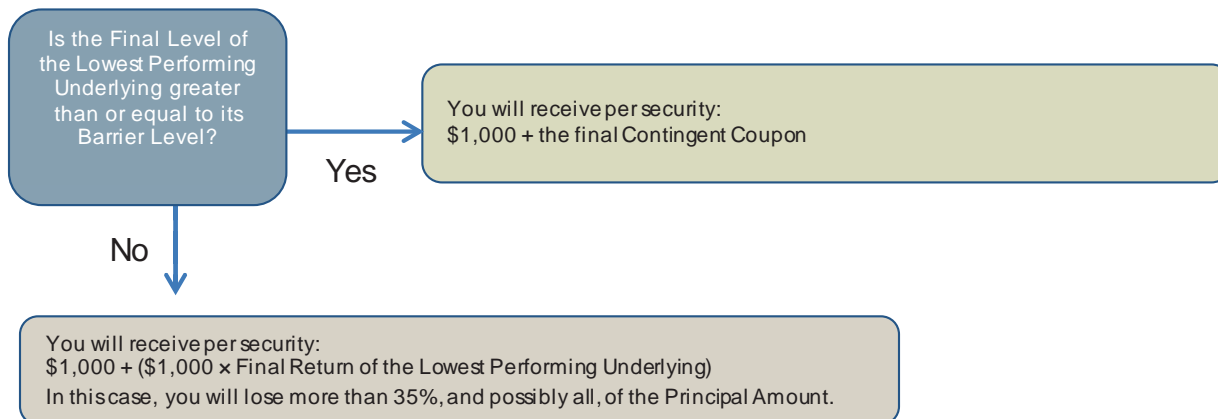 Is the Final Level of
the Lowest Performing
Underlying greater
than or equal to its
Barrier Level?
You will receive per security:
$1,000 + the final Contingent Coupon
Yes
No
You will receive per security:
$1,000 + ($1,000 × Final Return of the Lowest Performing Underlying)
In this case, you will lose more than 35%, and possibly all, of the Principal Amount.